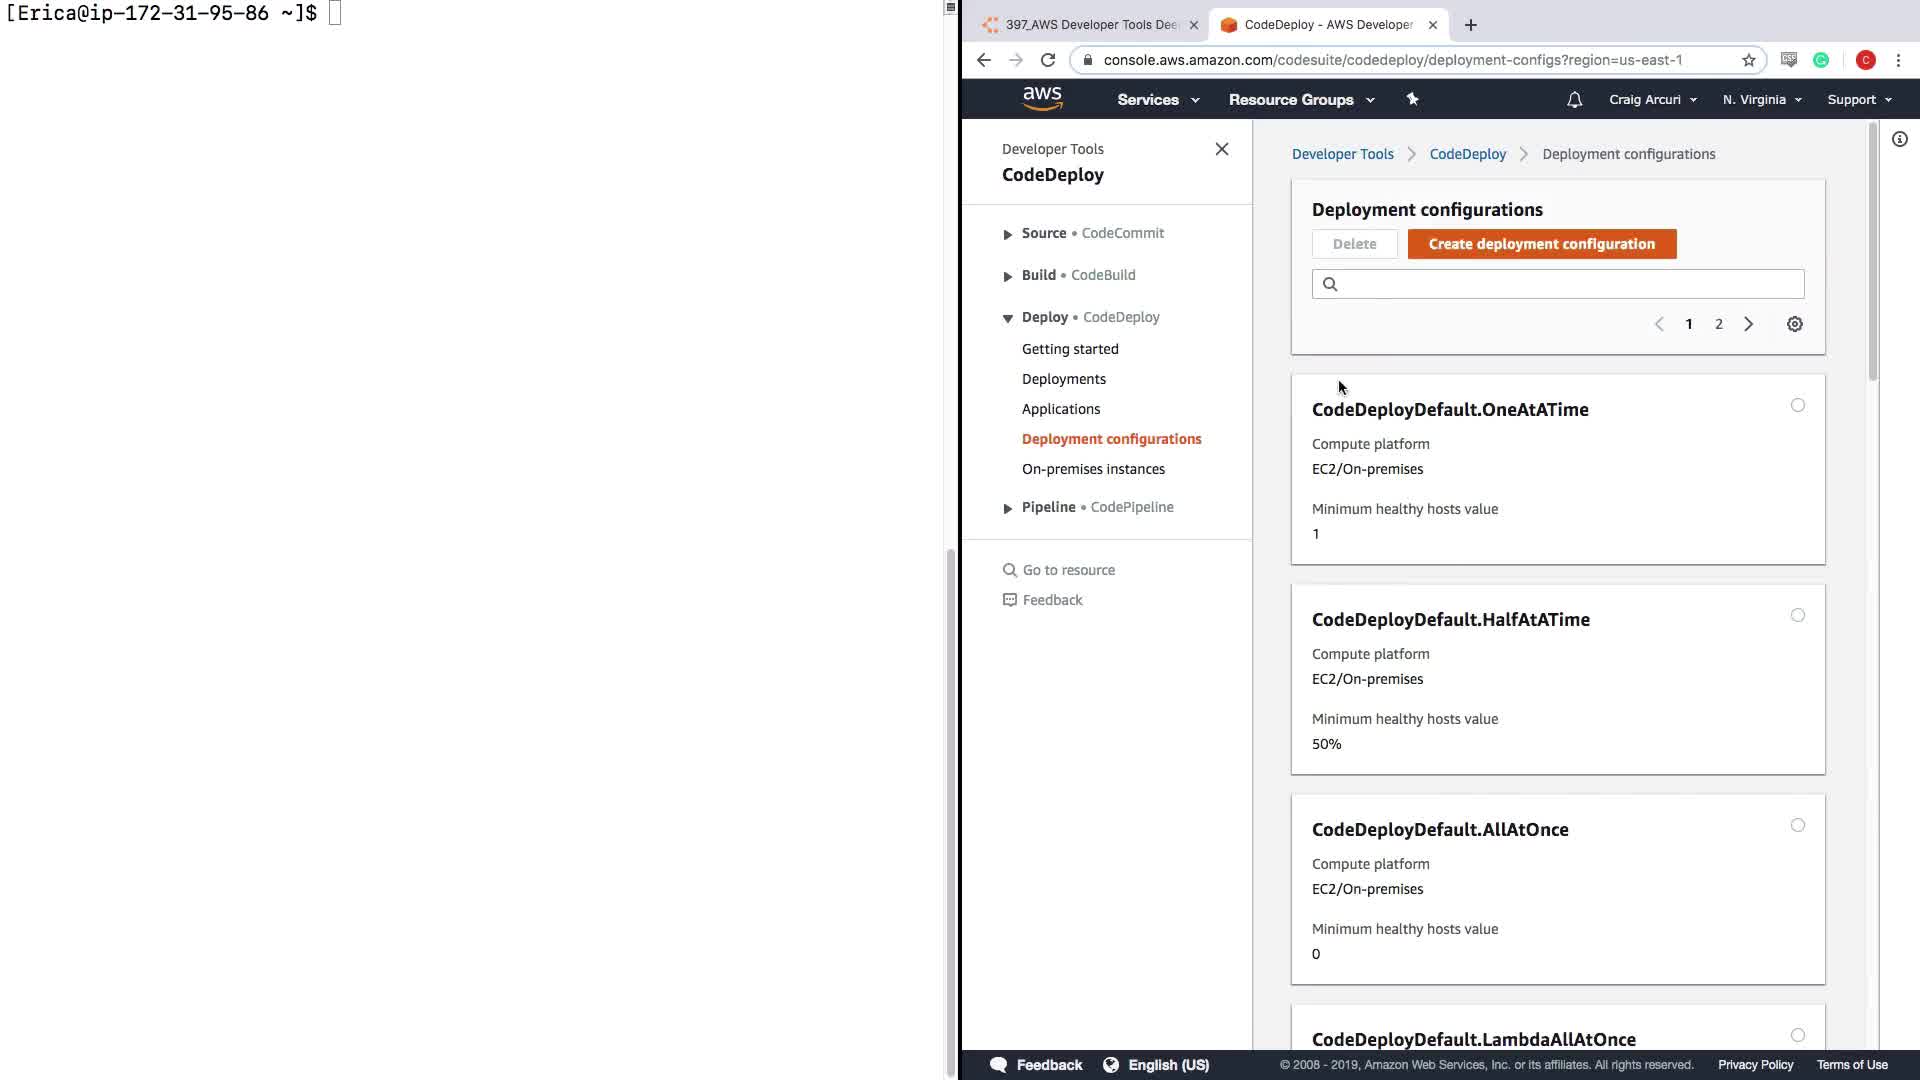 [Erica@ip-172-31-95-86 ~]$
397_AWS Developer Tools Dee
CodeDeploy - AWS Developer
console.aws.amazon.com/codesuite/codedeploy/deployment-configs?region=us-east-1
C
aws
Services
Resource Groups
Craig Arcuri
N. Virginia
Support
Developer Tools
CodeDeploy
Source • CodeCommit
Build • CodeBuild
Deploy • CodeDeploy
Getting started
Deployments
Applications
Deployment configurations
On-premises instances
Pipeline • CodePipeline
Go to resource
Feedback
Developer Tools
CodeDeploy
Deployment configurations
Deployment configurations
Delete
Create deployment configuration
1
2
CodeDeployDefault.OneAtATime
Compute platform
EC2/On-premises
Minimum healthy hosts value
1
CodeDeployDefault.HalfAtATime
Compute platform
EC2/On-premises
Minimum healthy hosts value
50%
CodeDeployDefault.AllAtOnce
Compute platform
EC2/On-premises
Minimum healthy hosts value
0
CodeDeployDefault.LambdaAllAtOnce
Feedback
English (US)
© 2008 - 2019, Amazon Web Services, Inc. or its affiliates. All rights reserved.
Privacy Policy
Terms of Use